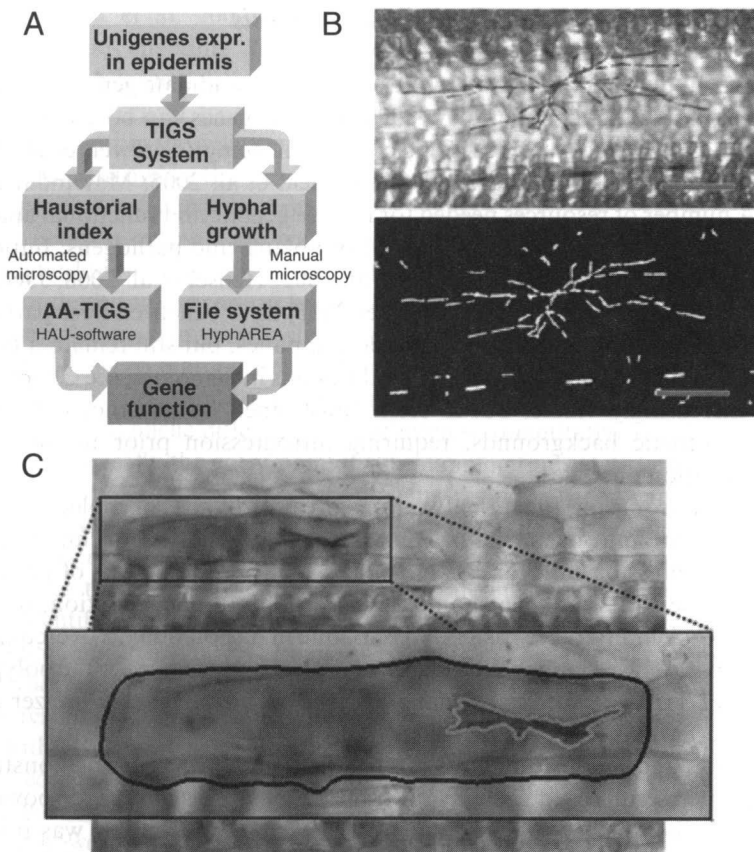 A
Unigenes expr.
in epidermis
TIGS
System
Haustorial
index
Hyphal
growth
Automated
microscopy
Manual
microscopy
AA-TIGS
HAU-software
File system
HyphAREA
Gene
function
B
C